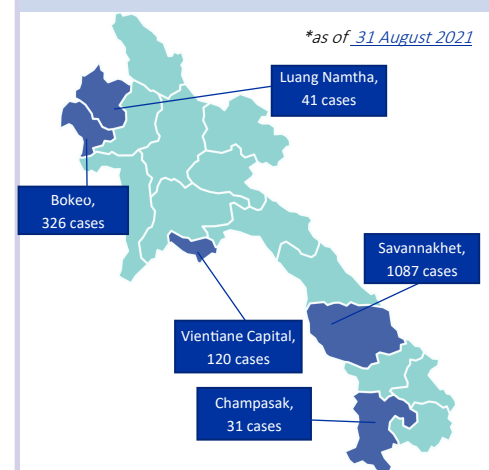 *as of 31 August 2021
Luang Namtha,
41 cases
Bokeo,
326 cases
Savannakhet,
1087 cases
Vientiane Capital,
120 cases
Champasak,
31 cases